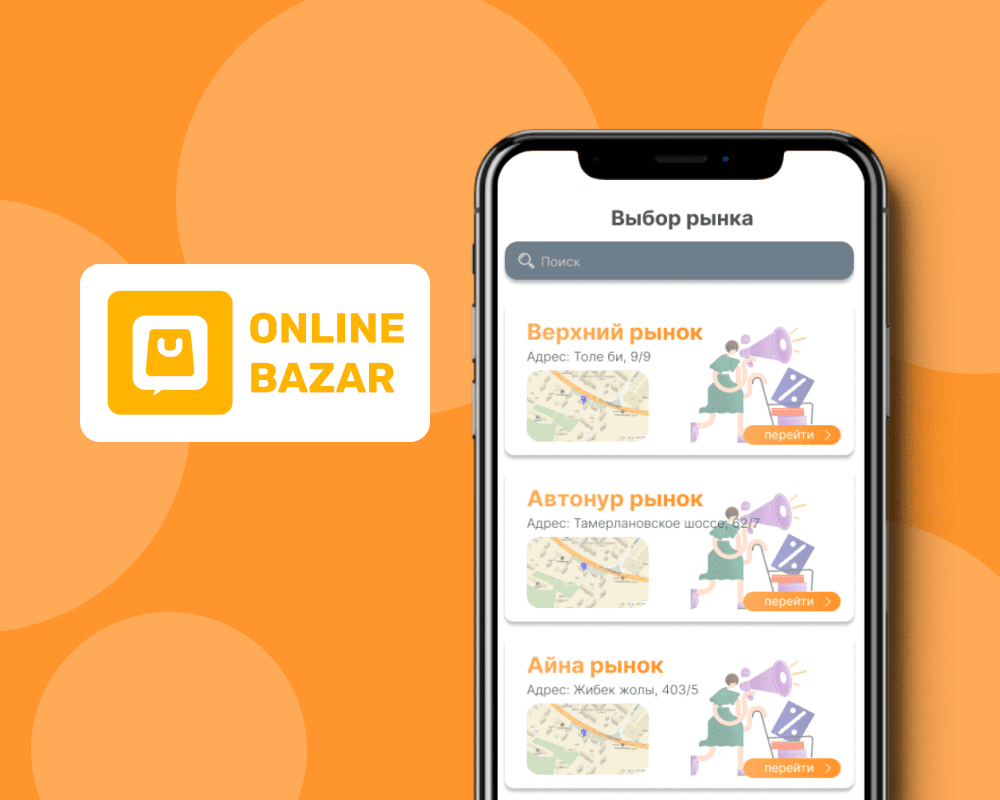 ONLINE
BAZAR
Выбор рынка
Поиск
Верхний рынок
Адрес: Толе би, 9/9
перейти
Автонур рынок
Адрес: Тамерлановское шоссе, 62/7
перейти
Айна рынок
Адрес: Жибек жолы, 403/5
перейти